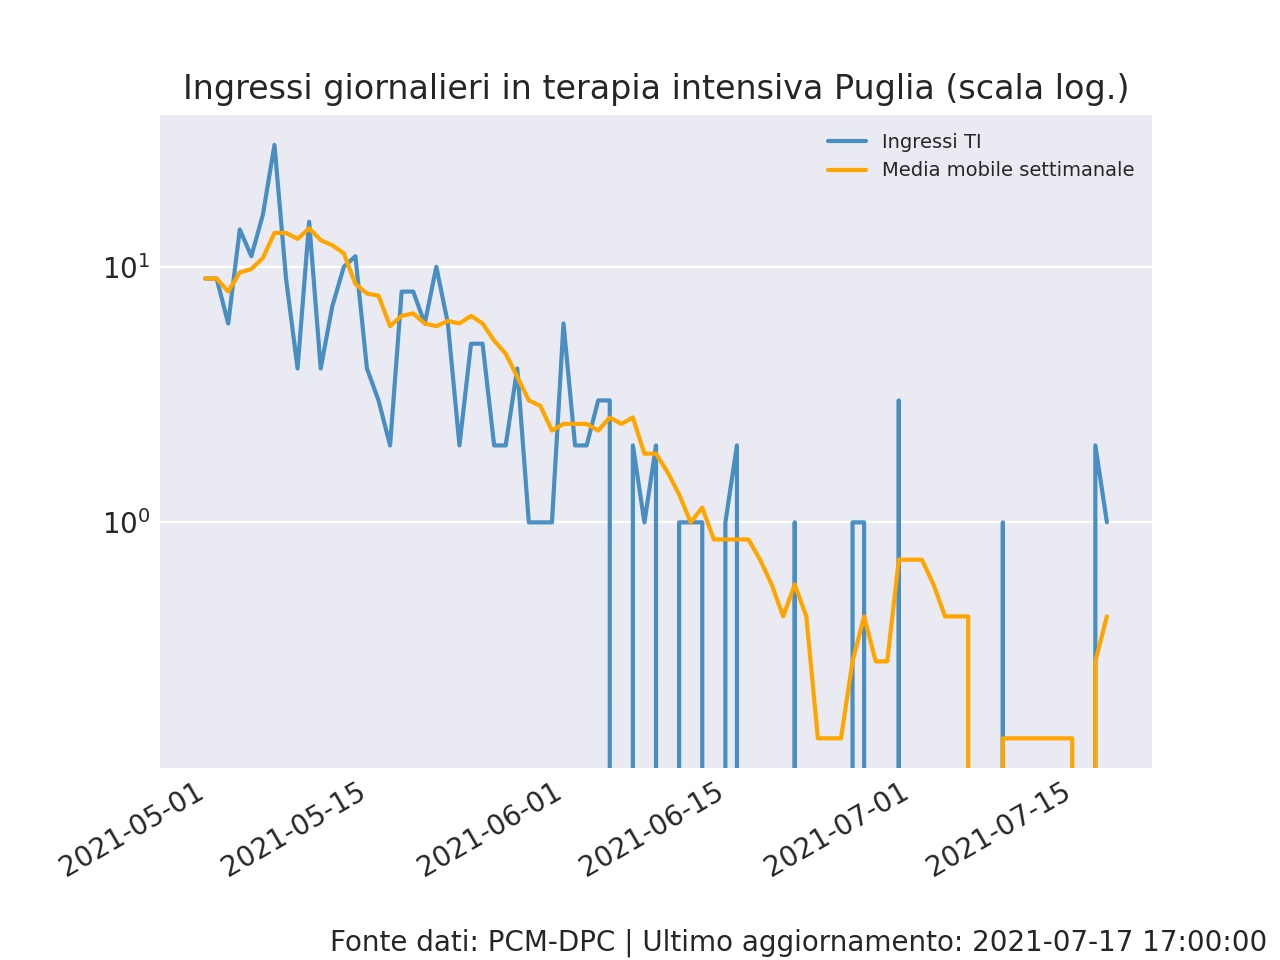 Ingressi giornalieri in terapia intensiva Puglia (scala log.)
Ingressi TI
Media mobile settimanale
10¹
10⁰
2021-05-01
2021-05-15
2021-06-01
2021-06-15
2021-07-01
2021-07-15
Fonte dati: PCM-DPC | Ultimo aggiornamento: 2021-07-17 17:00:00